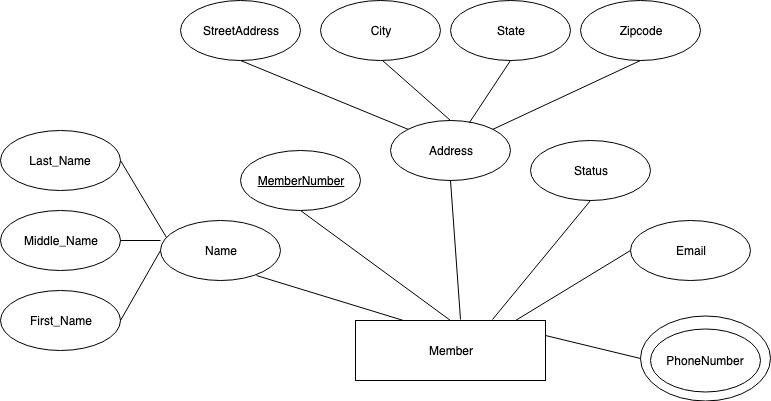 StreetAddress
City
State
Zipcode
Last_Name
MemberNumber
Address
Status
Middle_Name
Name
Email
First_Name
Member
PhoneNumber